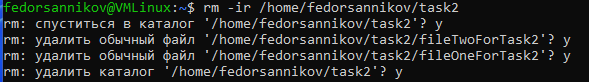 fedorsannikov@VMLinux:~$ rm -ir /home/fedorsannikov/task2
rm: спуститься в каталог '/home/fedorsannikov/task2'? y
rm: удалить обычный файл '/home/fedorsannikov/task2/fileTwoForTask2'? y
rm: удалить обычный файл '/home/fedorsannikov/task2/fileOneForTask2'? y
rm: удалить каталог '/home/fedorsannikov/task2'? y